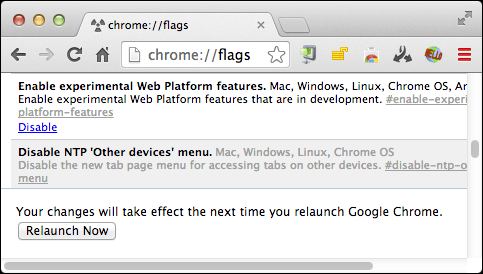 chrome://flags
chrome://flags
Enable experimental Web Platform features. Mac, Windows, Linux, Chrome OS, An
Enable experimental Web Platform features that are in development. #enable-experi
platform-features
Disable
Disable NTP 'Other devices' menu. Mac, Windows, Linux, Chrome OS
Disable the new tab page menu for accessing tabs on other devices. #disable-ntp-o
menu
Your changes will take effect the next time you relaunch Google Chrome.
Relaunch Now